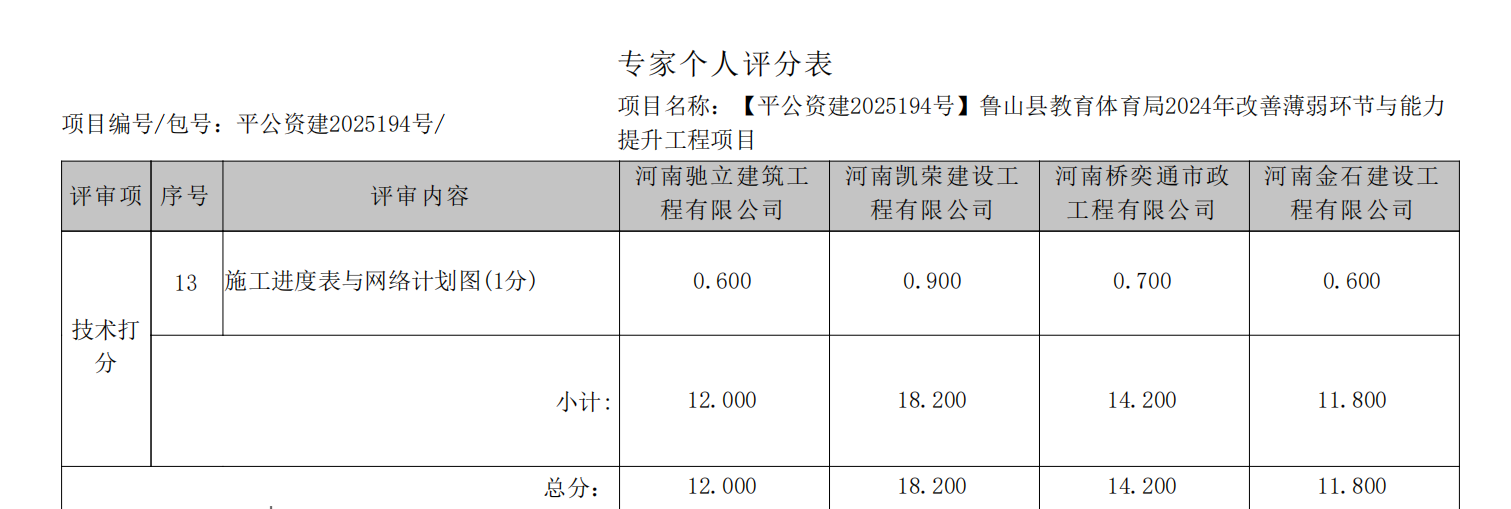 专家个人评分表
项目编号/包号：平公资建2025194号/
项目名称：【平公资建2025194号】鲁山县教育体育局2024年改善薄弱环节与能力
提升工程项目
评审项 序号 评审内容 河南驰立建筑工 河南凯荣建设工 河南桥奕通市政 河南金石建设工
程有限公司 程有限公司 工程有限公司 程有限公司
13 施工进度表与网络计划图(1分) 0.600 0.900 0.700 0.600
技术打
分
小计: 12.000 18.200 14.200 11.800
总分: 12.000 18.200 14.200 11.800